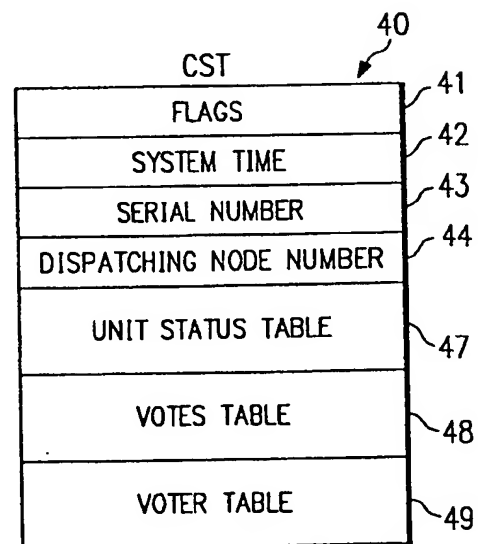 40
CST
FLAGS 41
SYSTEM TIME 42
SERIAL NUMBER 43
DISPATCHING NODE NUMBER 44
UNIT STATUS TABLE 47
VOTES TABLE 48
VOTER TABLE 49